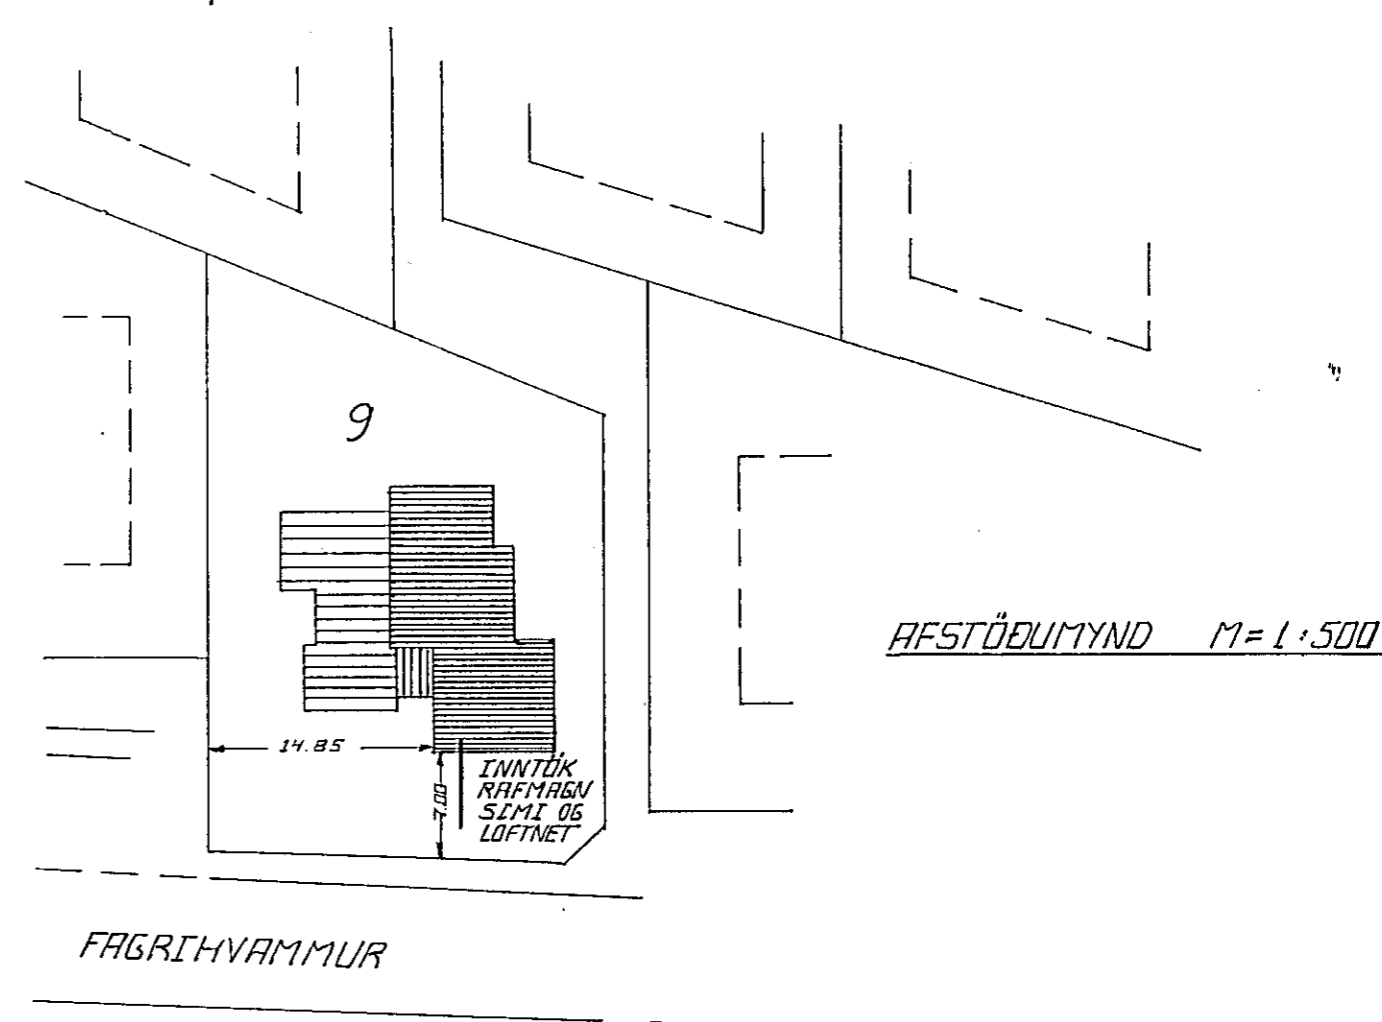 9
AFSTÖÐUMYND M = 1:500
14.85
7.00
INNTÖK
RAFMAGN
SIMI OG
LOFTNET
FAGRIHVAMMUR